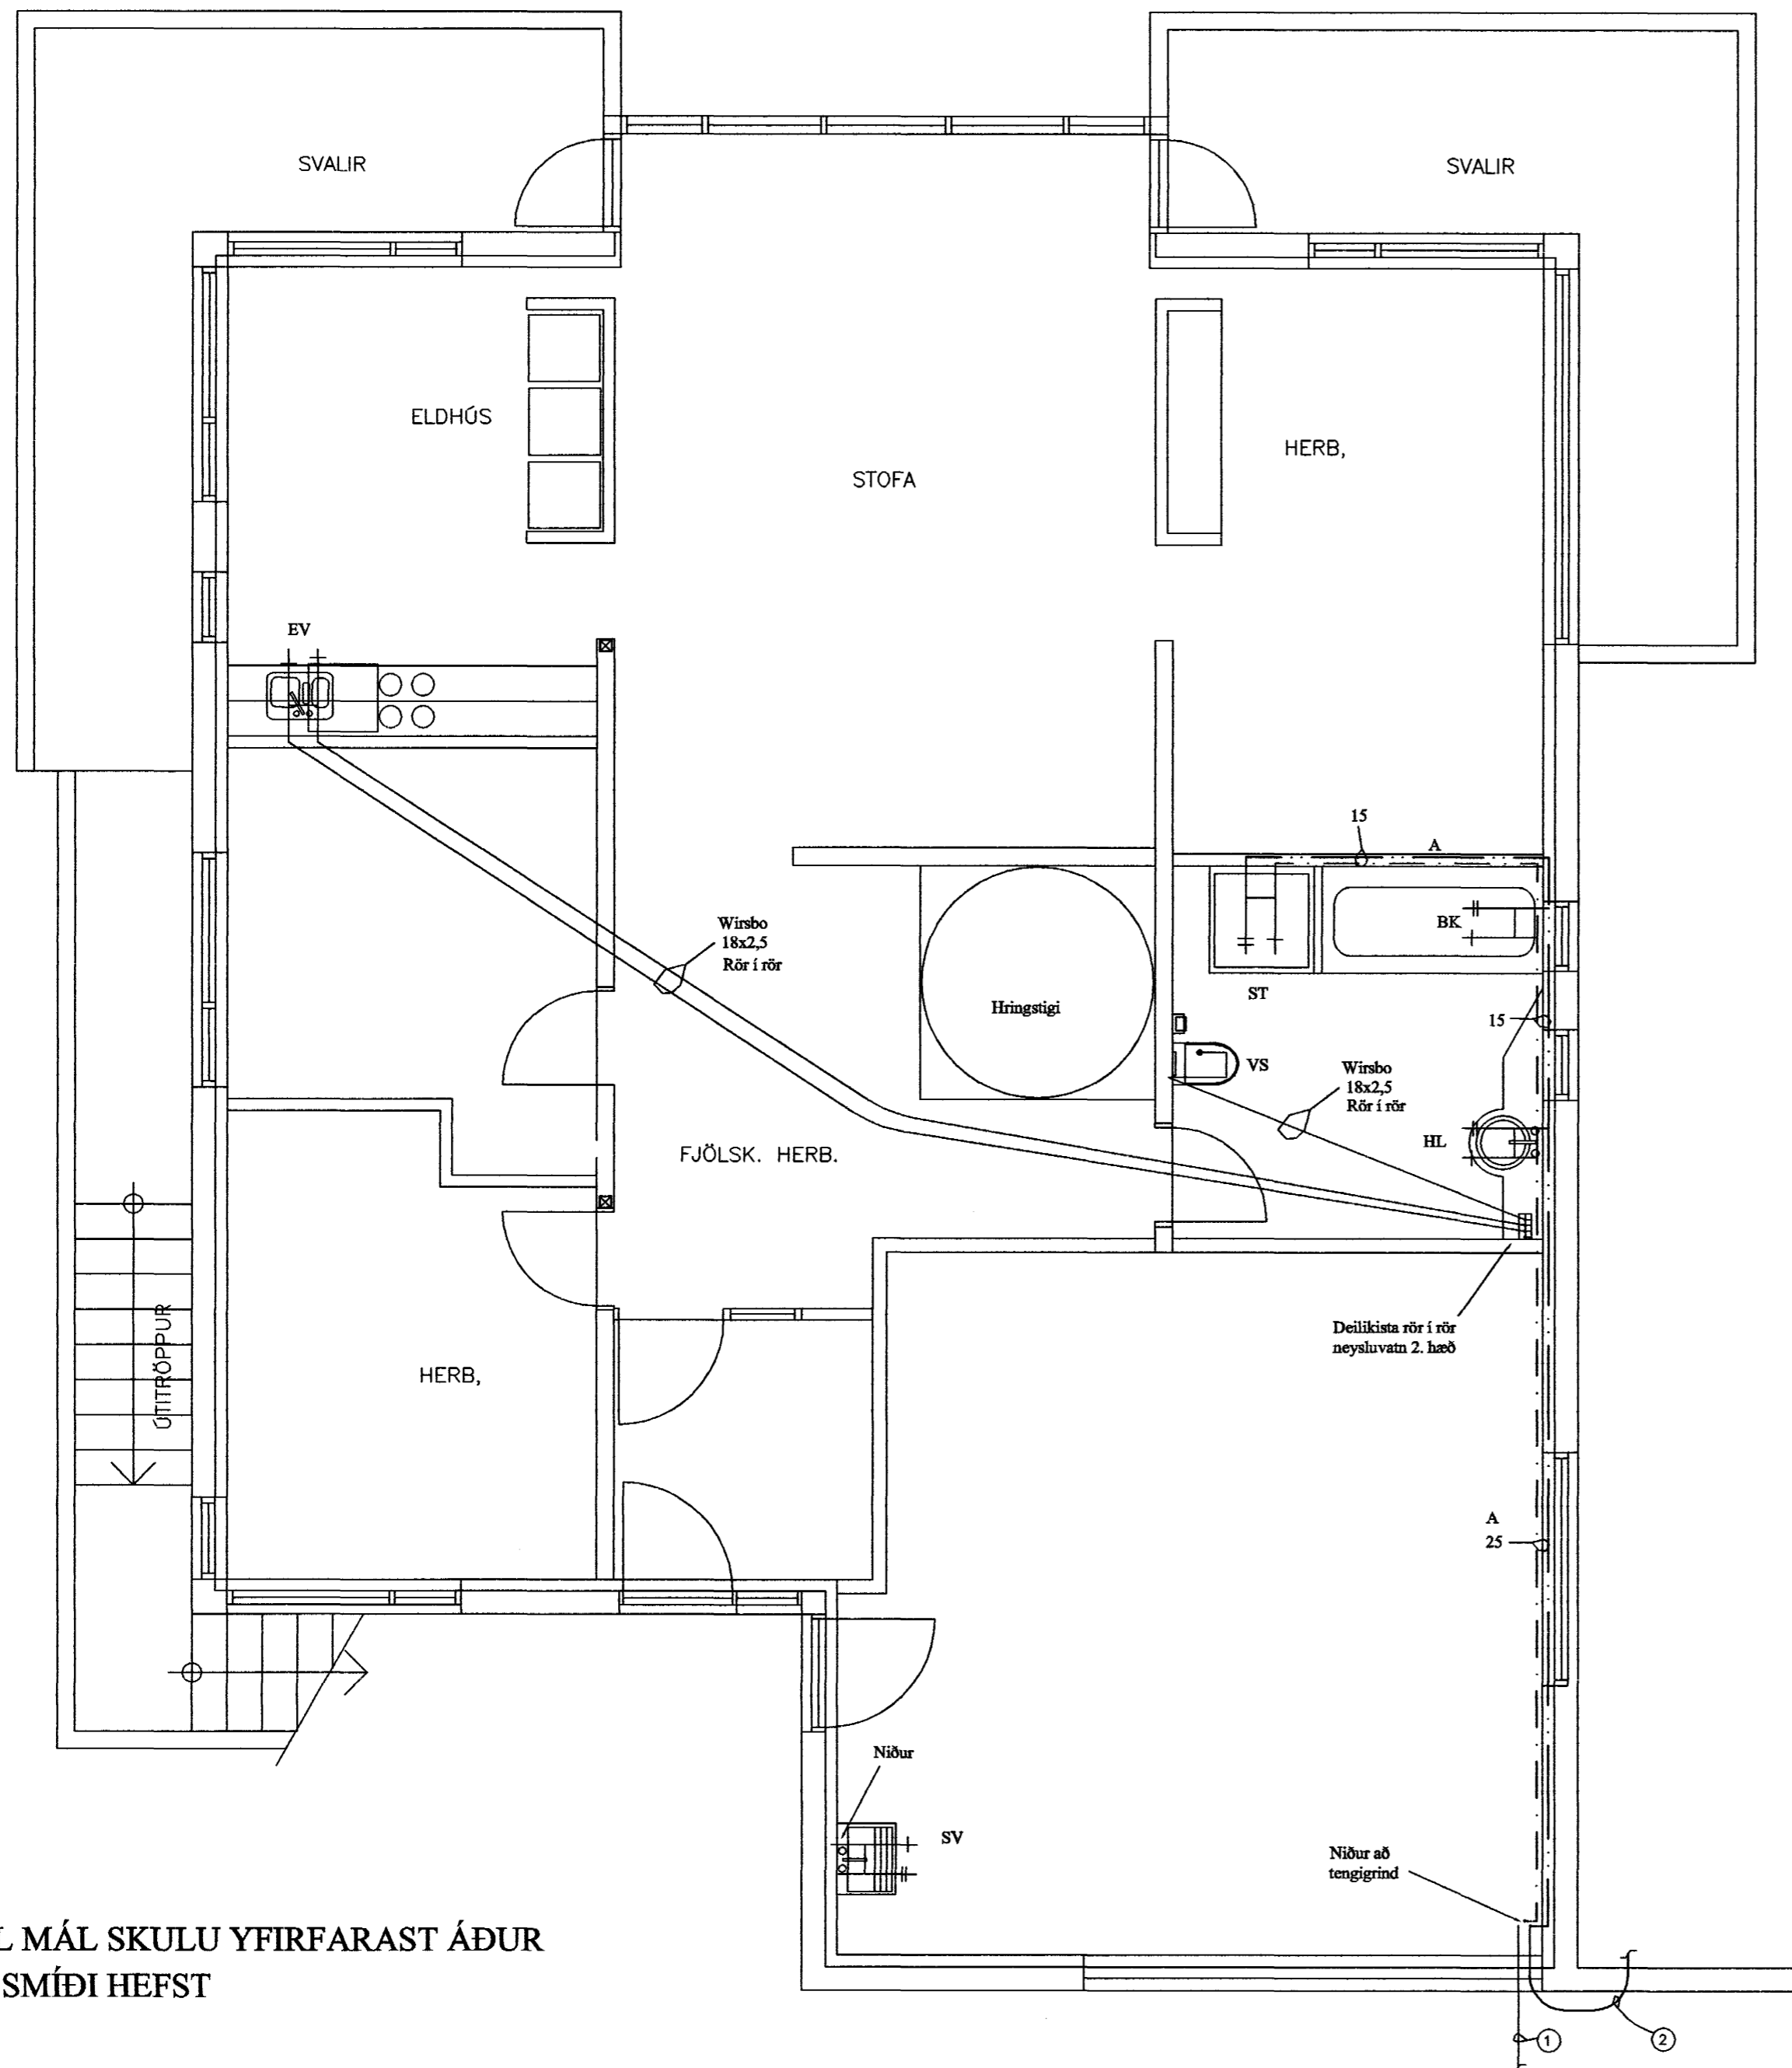 SVALIR
SVALIR
ELDHÚS
STOFA
HERB,
EV
15
A
Wirsbo
18x2,5
Rör í rör
BK
ST
Hringstigi
15
VS
Wirsbo
18x2,5
Rör í rör
HL
FJÖLSK. HERB.
ÚTITRÖPPUR
HERB,
Deilikista rör í rör
neysluvatn 2. hæð
A
25
Niður
SV
Niður að
tengigrind
MÁL SKULU YFIRFARAST ÁÐUR
SMÍÐI HEFST
1
2